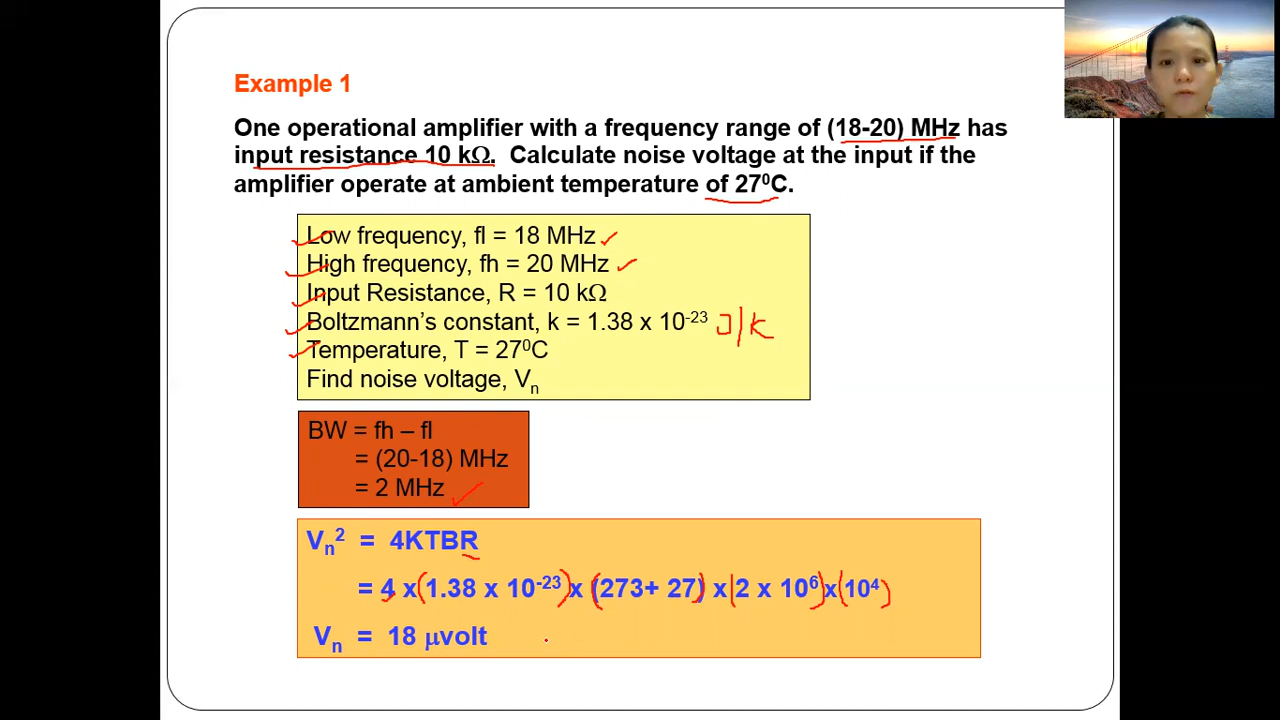 Example 1
One operational amplifier with a frequency range of (18-20) MHz has
input resistance 10 kΩ. Calculate noise voltage at the input if the
amplifier operate at ambient temperature of 27⁰C.
Low frequency, fl = 18 MHz
High frequency, fh = 20 MHz
Input Resistance, R = 10 kΩ
Boltzmann's constant, k = 1.38 x 10⁻²³ J/K
Temperature, T = 27⁰C
Find noise voltage, Vₙ
BW = fh – fl
= (20-18) MHz
= 2 MHz
Vₙ² = 4KTBR
= 4 x (1.38 x 10⁻²³) x (273+ 27) x (2 x 10⁶) x (10⁴)
Vₙ = 18 μvolt